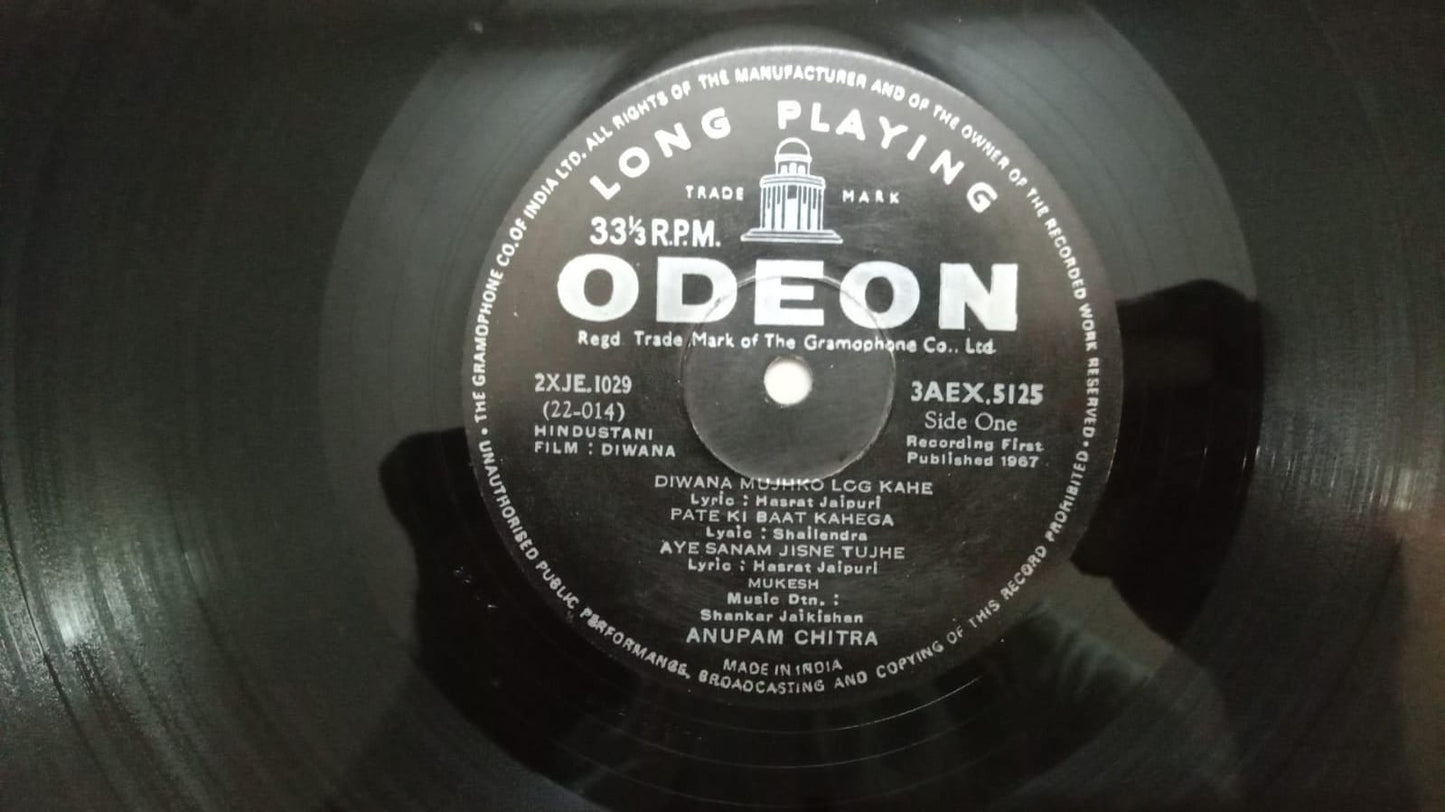 • THE GRAMOPHONE CO. OF INDIA LTD. ALL RIGHTS OF THE MANUFACTURER AND OF THE OWNER OF THE RECORDED WORK RESERVED • UNAUTHORISED PUBLIC PERFORMANGE, BROADCASTING AND COPYING OF THIS RECORD PROHIBITED.
LONG PLAYING
TRADE MARK
33⅓ R.P.M.
ODEON
Regd Trade Mark of The Gramophone Co.. Ltd
2XJE.1029 3AEX.5125
(22-014) Side One
HINDUSTANI Recording First
FILM : DIWANA Published 1967
DIWANA MUJHKO LOG KAHE
Lyric : Hasrat Jaipuri
PATE KI BAAT KAHEGA
Lyaic : Shailendra
AYE SANAM JISNE TUJHE
Lyric : Hasrat Jaipuri
MUKESH
Music Dtn. :
Shankar Jaikishan
ANUPAM CHITRA
MADE IN INDIA